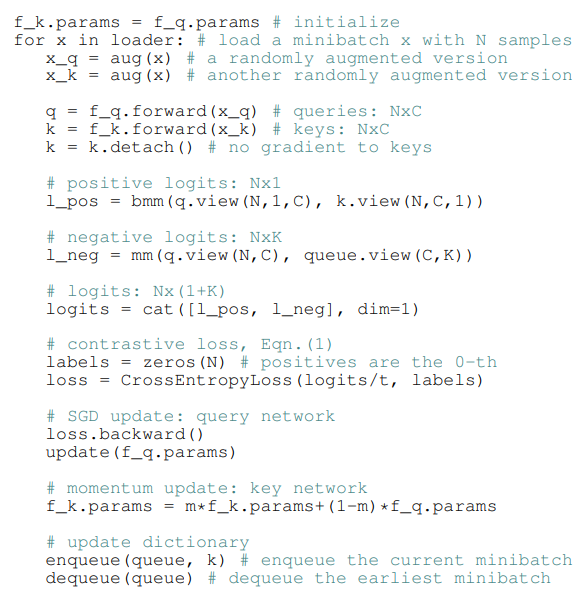 f_k.params = f_q.params # initialize
for x in loader: # load a minibatch x with N samples
x_q = aug(x) # a randomly augmented version
x_k = aug(x) # another randomly augmented version
q = f_q.forward(x_q) # queries: NxC
k = f_k.forward(x_k) # keys: NxC
k = k.detach() # no gradient to keys
# positive logits: Nx1
l_pos = bmm(q.view(N,1,C), k.view(N,C,1))
# negative logits: NxK
l_neg = mm(q.view(N,C), queue.view(C,K))
# logits: Nx(1+K)
logits = cat([l_pos, l_neg], dim=1)
# contrastive loss, Eqn.(1)
labels = zeros(N) # positives are the 0-th
loss = CrossEntropyLoss(logits/t, labels)
# SGD update: query network
loss.backward()
update(f_q.params)
# momentum update: key network
f_k.params = m*f_k.params+(1-m)*f_q.params
# update dictionary
enqueue(queue, k) # enqueue the current minibatch
dequeue(queue) # dequeue the earliest minibatch